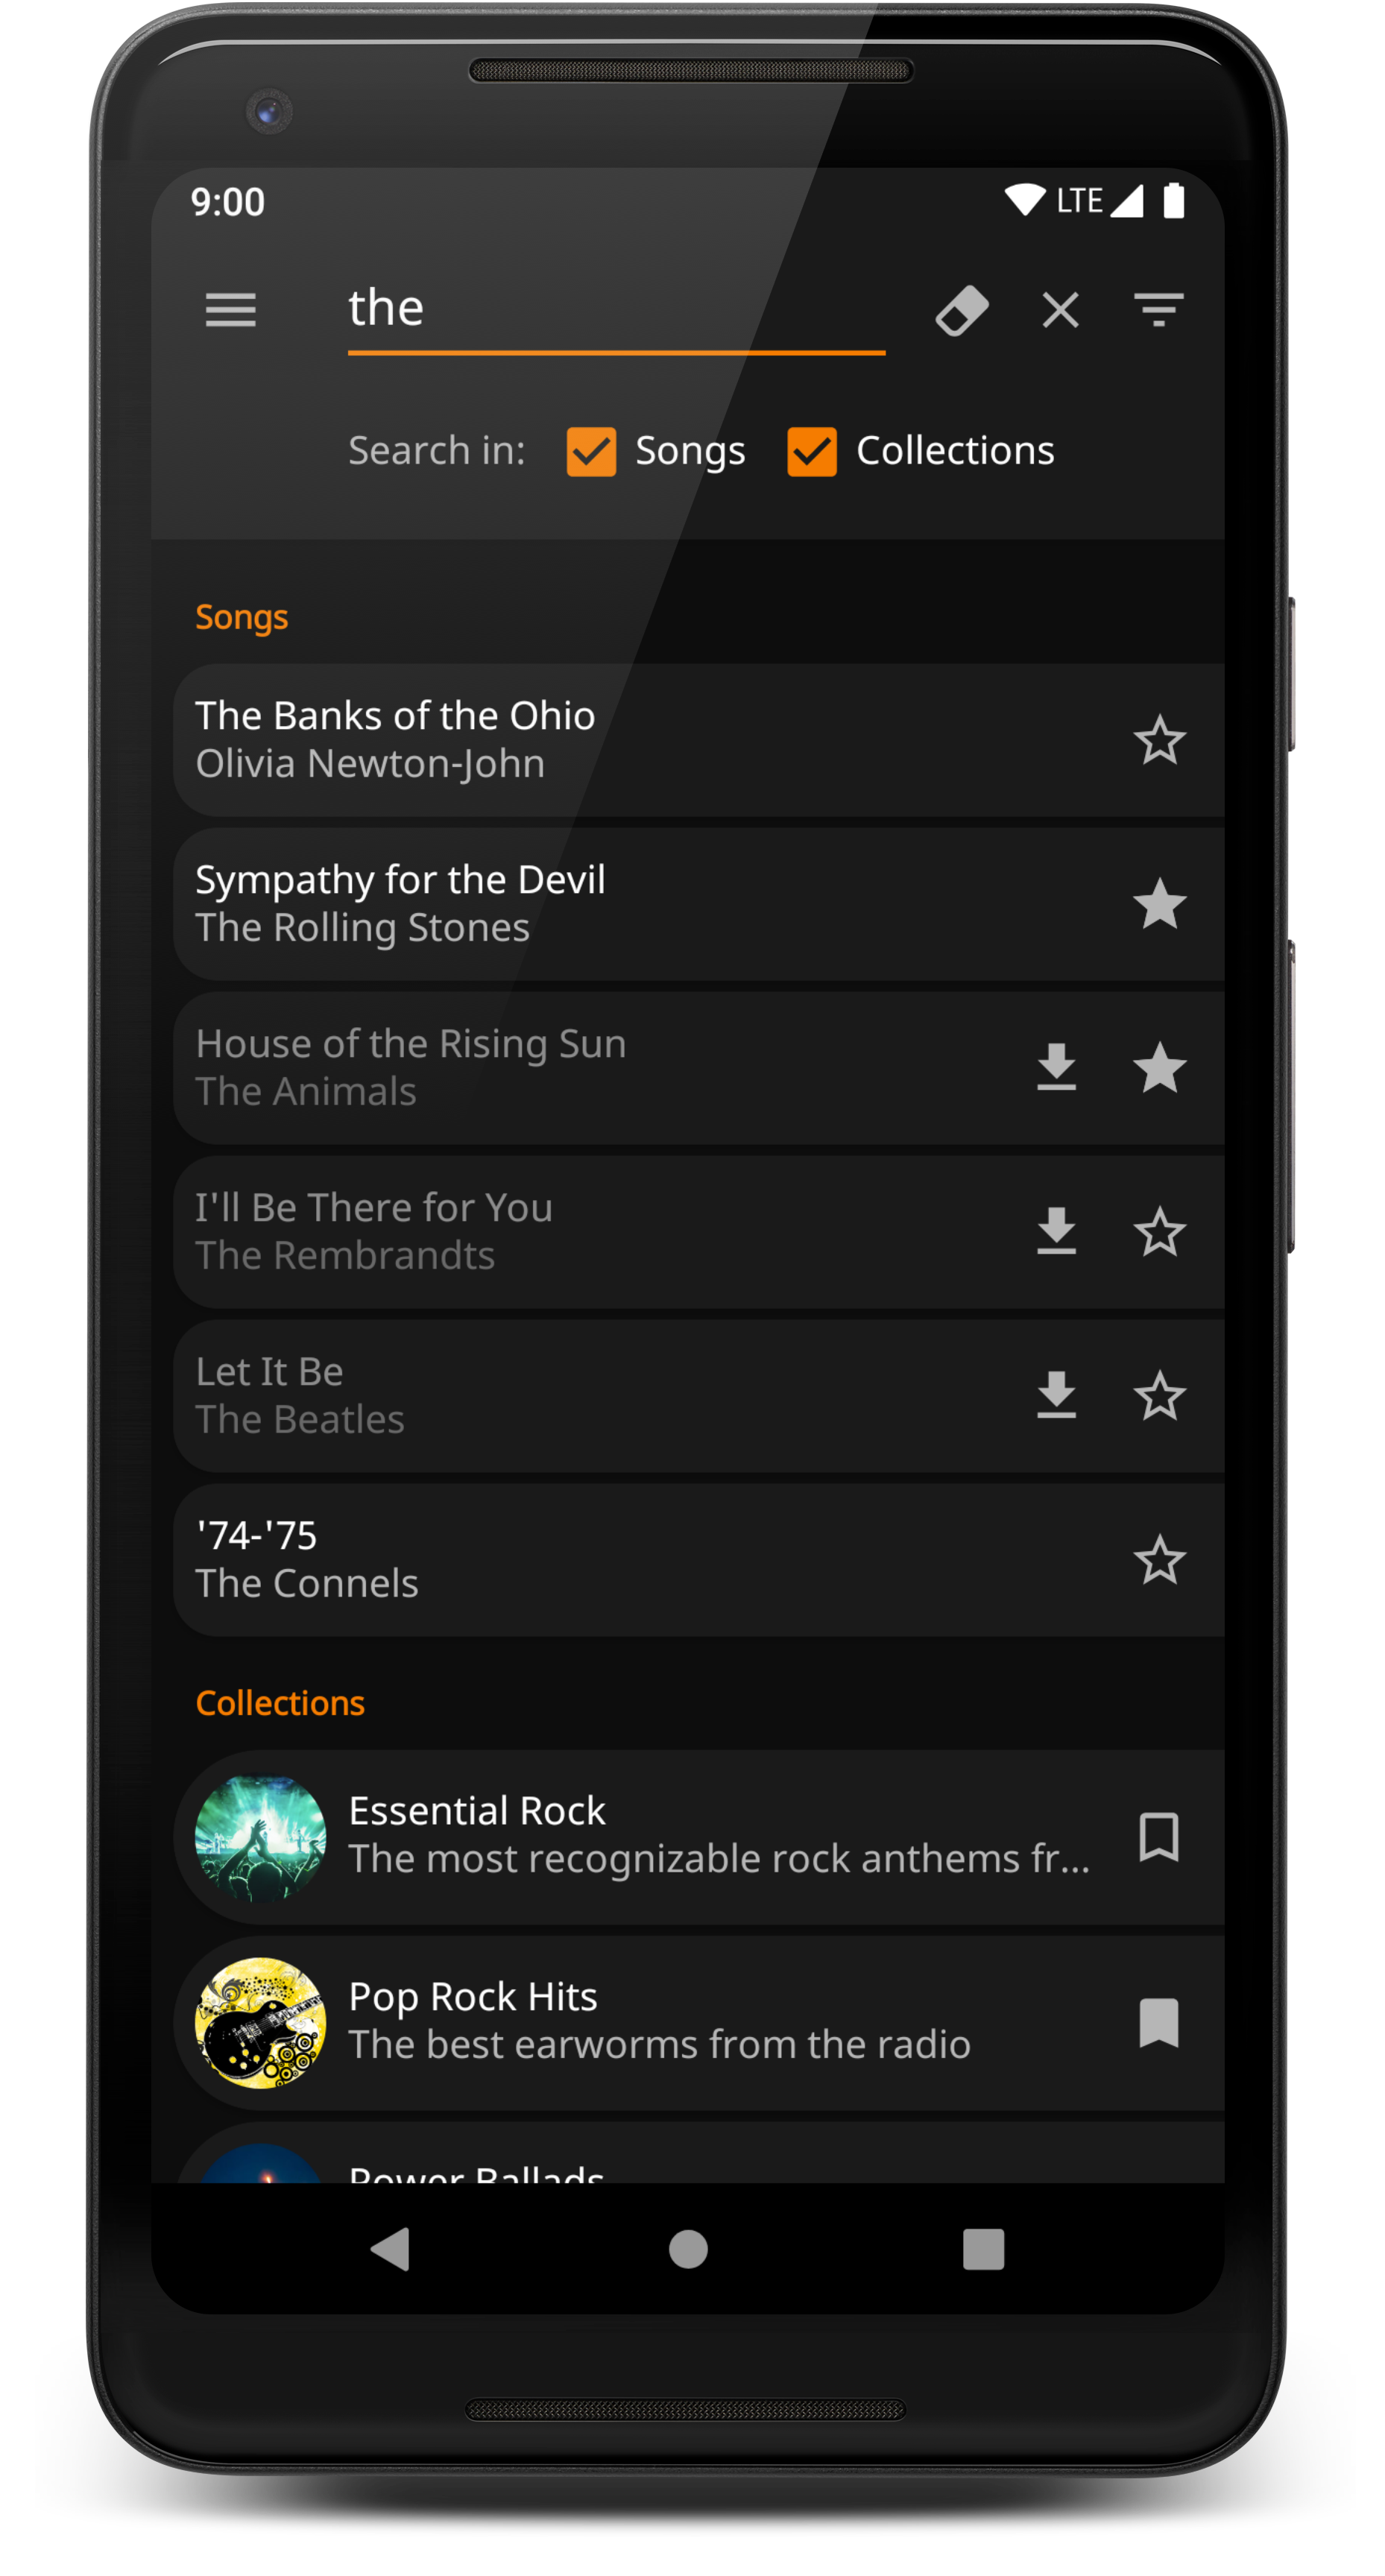 9:00 LTE
the
Search in: Songs Collections
Songs
The Banks of the Ohio
Olivia Newton-John
Sympathy for the Devil
The Rolling Stones
House of the Rising Sun
The Animals
I'll Be There for You
The Rembrandts
Let It Be
The Beatles
'74-'75
The Connels
Collections
Essential Rock
The most recognizable rock anthems fr...
Pop Rock Hits
The best earworms from the radio
Power Ballads